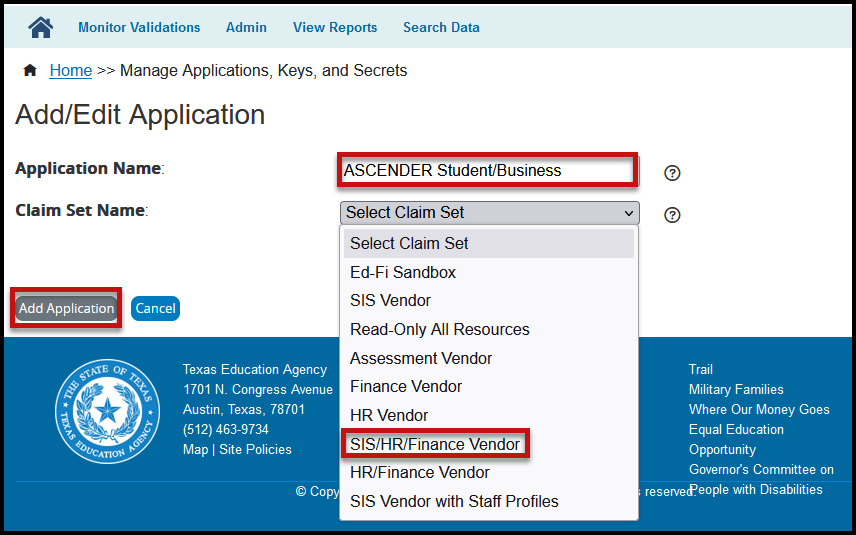 Monitor Validations Admin View Reports Search Data
Home >> Manage Applications, Keys, and Secrets
Add/Edit Application
Application Name: ASCENDER Student/Business ?
Claim Set Name: Select Claim Set ?
Select Claim Set
Ed-Fi Sandbox
SIS Vendor
Read-Only All Resources
Assessment Vendor
Finance Vendor
HR Vendor
SIS/HR/Finance Vendor
HR/Finance Vendor
SIS Vendor with Staff Profiles
Add Application Cancel
THE STATE OF TEXAS
TEXAS EDUCATION AGENCY
Texas Education Agency
1701 N. Congress Avenue
Austin, Texas, 78701
(512) 463-9734
Map | Site Policies
Trail
Military Families
Where Our Money Goes
Equal Education
Opportunity
Governor's Committee on
People with Disabilities
© Copy s reserved.